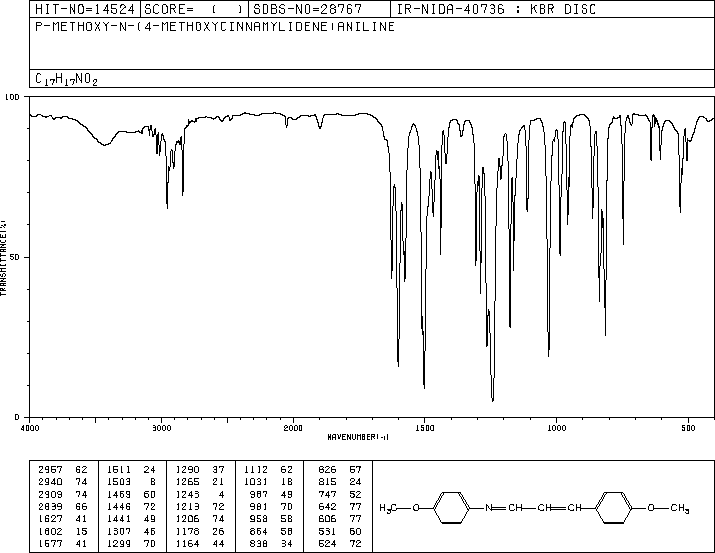 HIT-NO=14524 SCORE= ( ) SDBS-NO=28767 IR-NIDA-40736 : KBR DISC
P-METHOXY-N-(4-METHOXYCINNAMYLIDENE)ANILINE
C17H17NO2
100
50
0
TRANSMITTANCE(%)
4000 3000 2000 1500 1000 500
WAVENUMBER(-1)
2957 62 1511 24 1290 37 1112 62 826 57
2940 74 1503 8 1265 21 1031 18 815 24
2909 74 1469 60 1243 4 987 49 747 52
2839 66 1446 72 1213 72 981 70 642 77
1627 41 1441 49 1206 74 958 58 606 77
1602 15 1307 46 1178 26 864 58 531 60
1577 41 1299 70 1164 44 838 34 524 72
H3C—O N=CH—CH=CH O—CH3